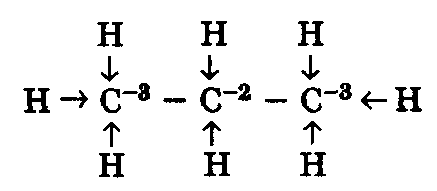 H H H
↓ ↓ ↓
H → C⁻³ – C⁻² – C⁻³ ← H
↑ ↑ ↑
H H H